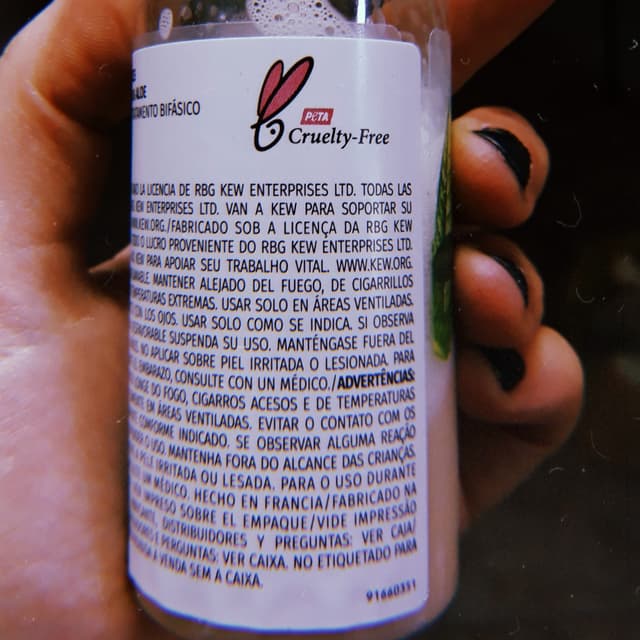 ALOE
BIFÁSICO
PETA
Cruelty-Free
LA LICENCIA DE RBG KEW ENTERPRISES LTD. TODAS LAS
KEW ENTERPRISES LTD. VAN A KEW PARA SOPORTAR SU
WWW.KEW.ORG./FABRICADO SOB A LICENÇA DA RBG KEW
O LUCRO PROVENIENTE DO RBG KEW ENTERPRISES LTD.
KEW PARA APOIAR SEU TRABALHO VITAL. WWW.KEW.ORG.
MANTENER ALEJADO DEL FUEGO, DE CIGARRILLOS
EXTREMAS. USAR SOLO EN ÁREAS VENTILADAS.
CON LOS OJOS. USAR SOLO COMO SE INDICA. SI OBSERVA
SUSPENDA SU USO. MANTÉNGASE FUERA DEL
NO APLICAR SOBRE PIEL IRRITADA O LESIONADA. PARA
EMBARAZO, CONSULTE CON UN MÉDICO./ADVERTÊNCIAS:
LONGE DO FOGO, CIGARROS ACESOS E DE TEMPERATURAS
EM ÁREAS VENTILADAS. EVITAR O CONTATO COM OS
CONFORME INDICADO. SE OBSERVAR ALGUMA REAÇÃO
O USO. MANTENHA FORA DO ALCANCE DAS CRIANÇAS.
PELE IRRITADA OU LESADA. PARA O USO DURANTE
UM MÉDICO. HECHO EN FRANCIA/FABRICADO NA
IMPRESO SOBRE EL EMPAQUE/VIDE IMPRESSÃO
DISTRIBUIDORES Y PREGUNTAS: VER CAJA/
E PERGUNTAS: VER CAIXA. NO ETIQUETADO PARA
A VENDA SEM A CAIXA.
91660351